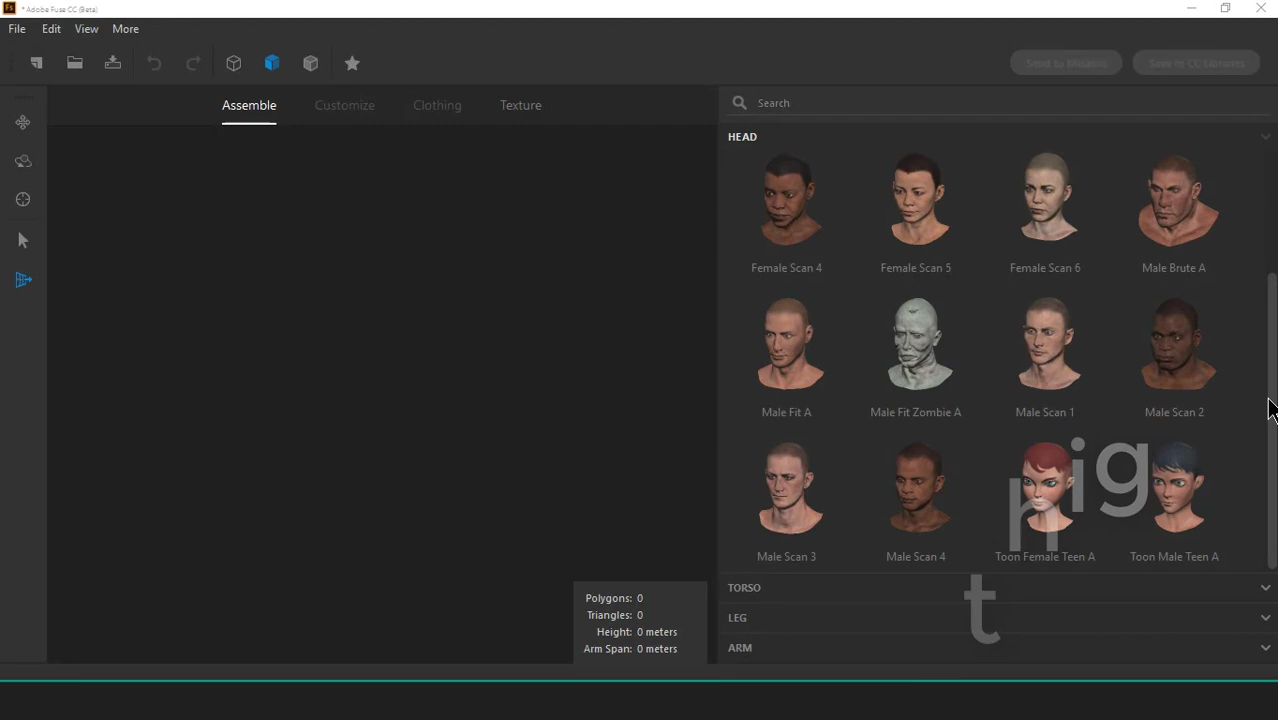 * Adobe Fuse CC (Beta)
File Edit View More
Send to Mixamo Save to CC Libraries
Assemble Customize Clothing Texture
Search
HEAD
Female Scan 4 Female Scan 5 Female Scan 6 Male Brute A
Male Fit A Male Fit Zombie A Male Scan 1 Male Scan 2
Male Scan 3 Male Scan 4 Toon Female Teen A Toon Male Teen A
n i g
t
TORSO
LEG
ARM
Polygons: 0
Triangles: 0
Height: 0 meters
Arm Span: 0 meters